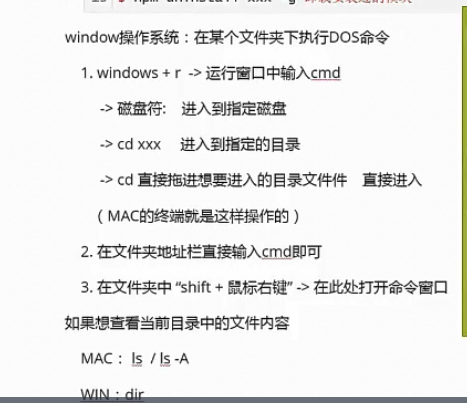 window操作系统：在某个文件夹下执行DOS命令
1. windows + r -> 运行窗口中输入cmd
-> 磁盘符: 进入到指定磁盘
-> cd xxx 进入到指定的目录
-> cd 直接拖进想要进入的目录文件件 直接进入
（MAC的终端就是这样操作的）
2. 在文件夹地址栏直接输入cmd即可
3. 在文件夹中 “shift + 鼠标右键” -> 在此处打开命令窗口
如果想查看当前目录中的文件内容
MAC： ls / ls -A
WIN：dir